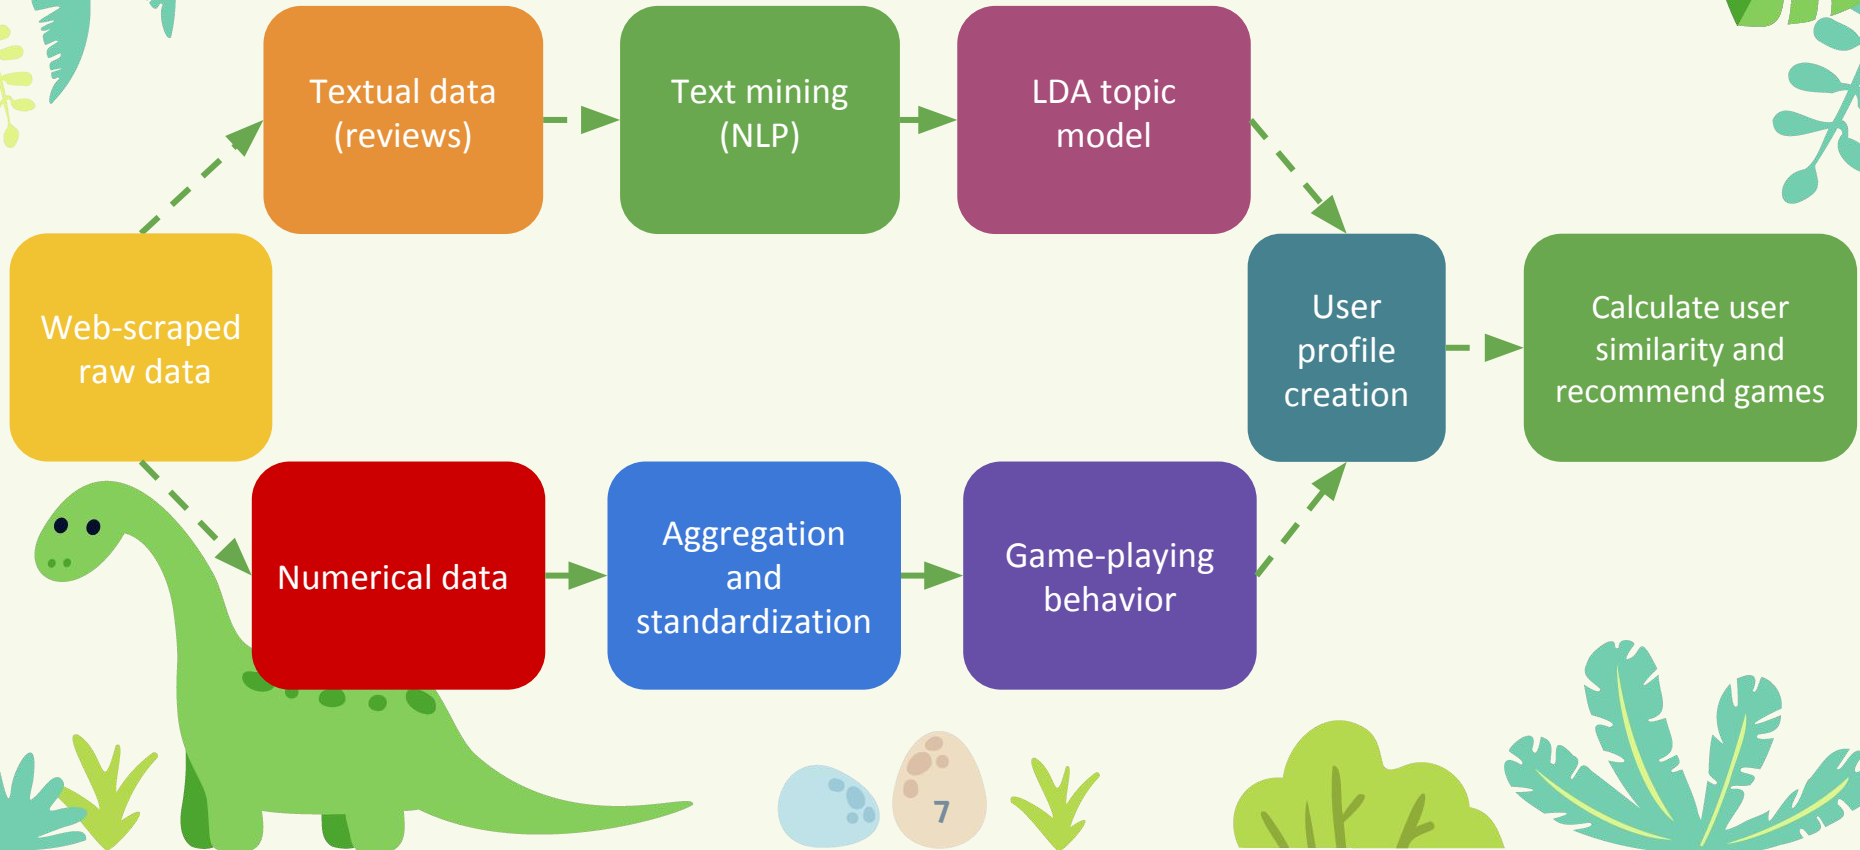 Textual data
(reviews)
Text mining
(NLP)
LDA topic
model
Web-scraped
raw data
User
profile
creation
Calculate user
similarity and
recommend games
Numerical data
Aggregation
and
standardization
Game-playing
behavior
7